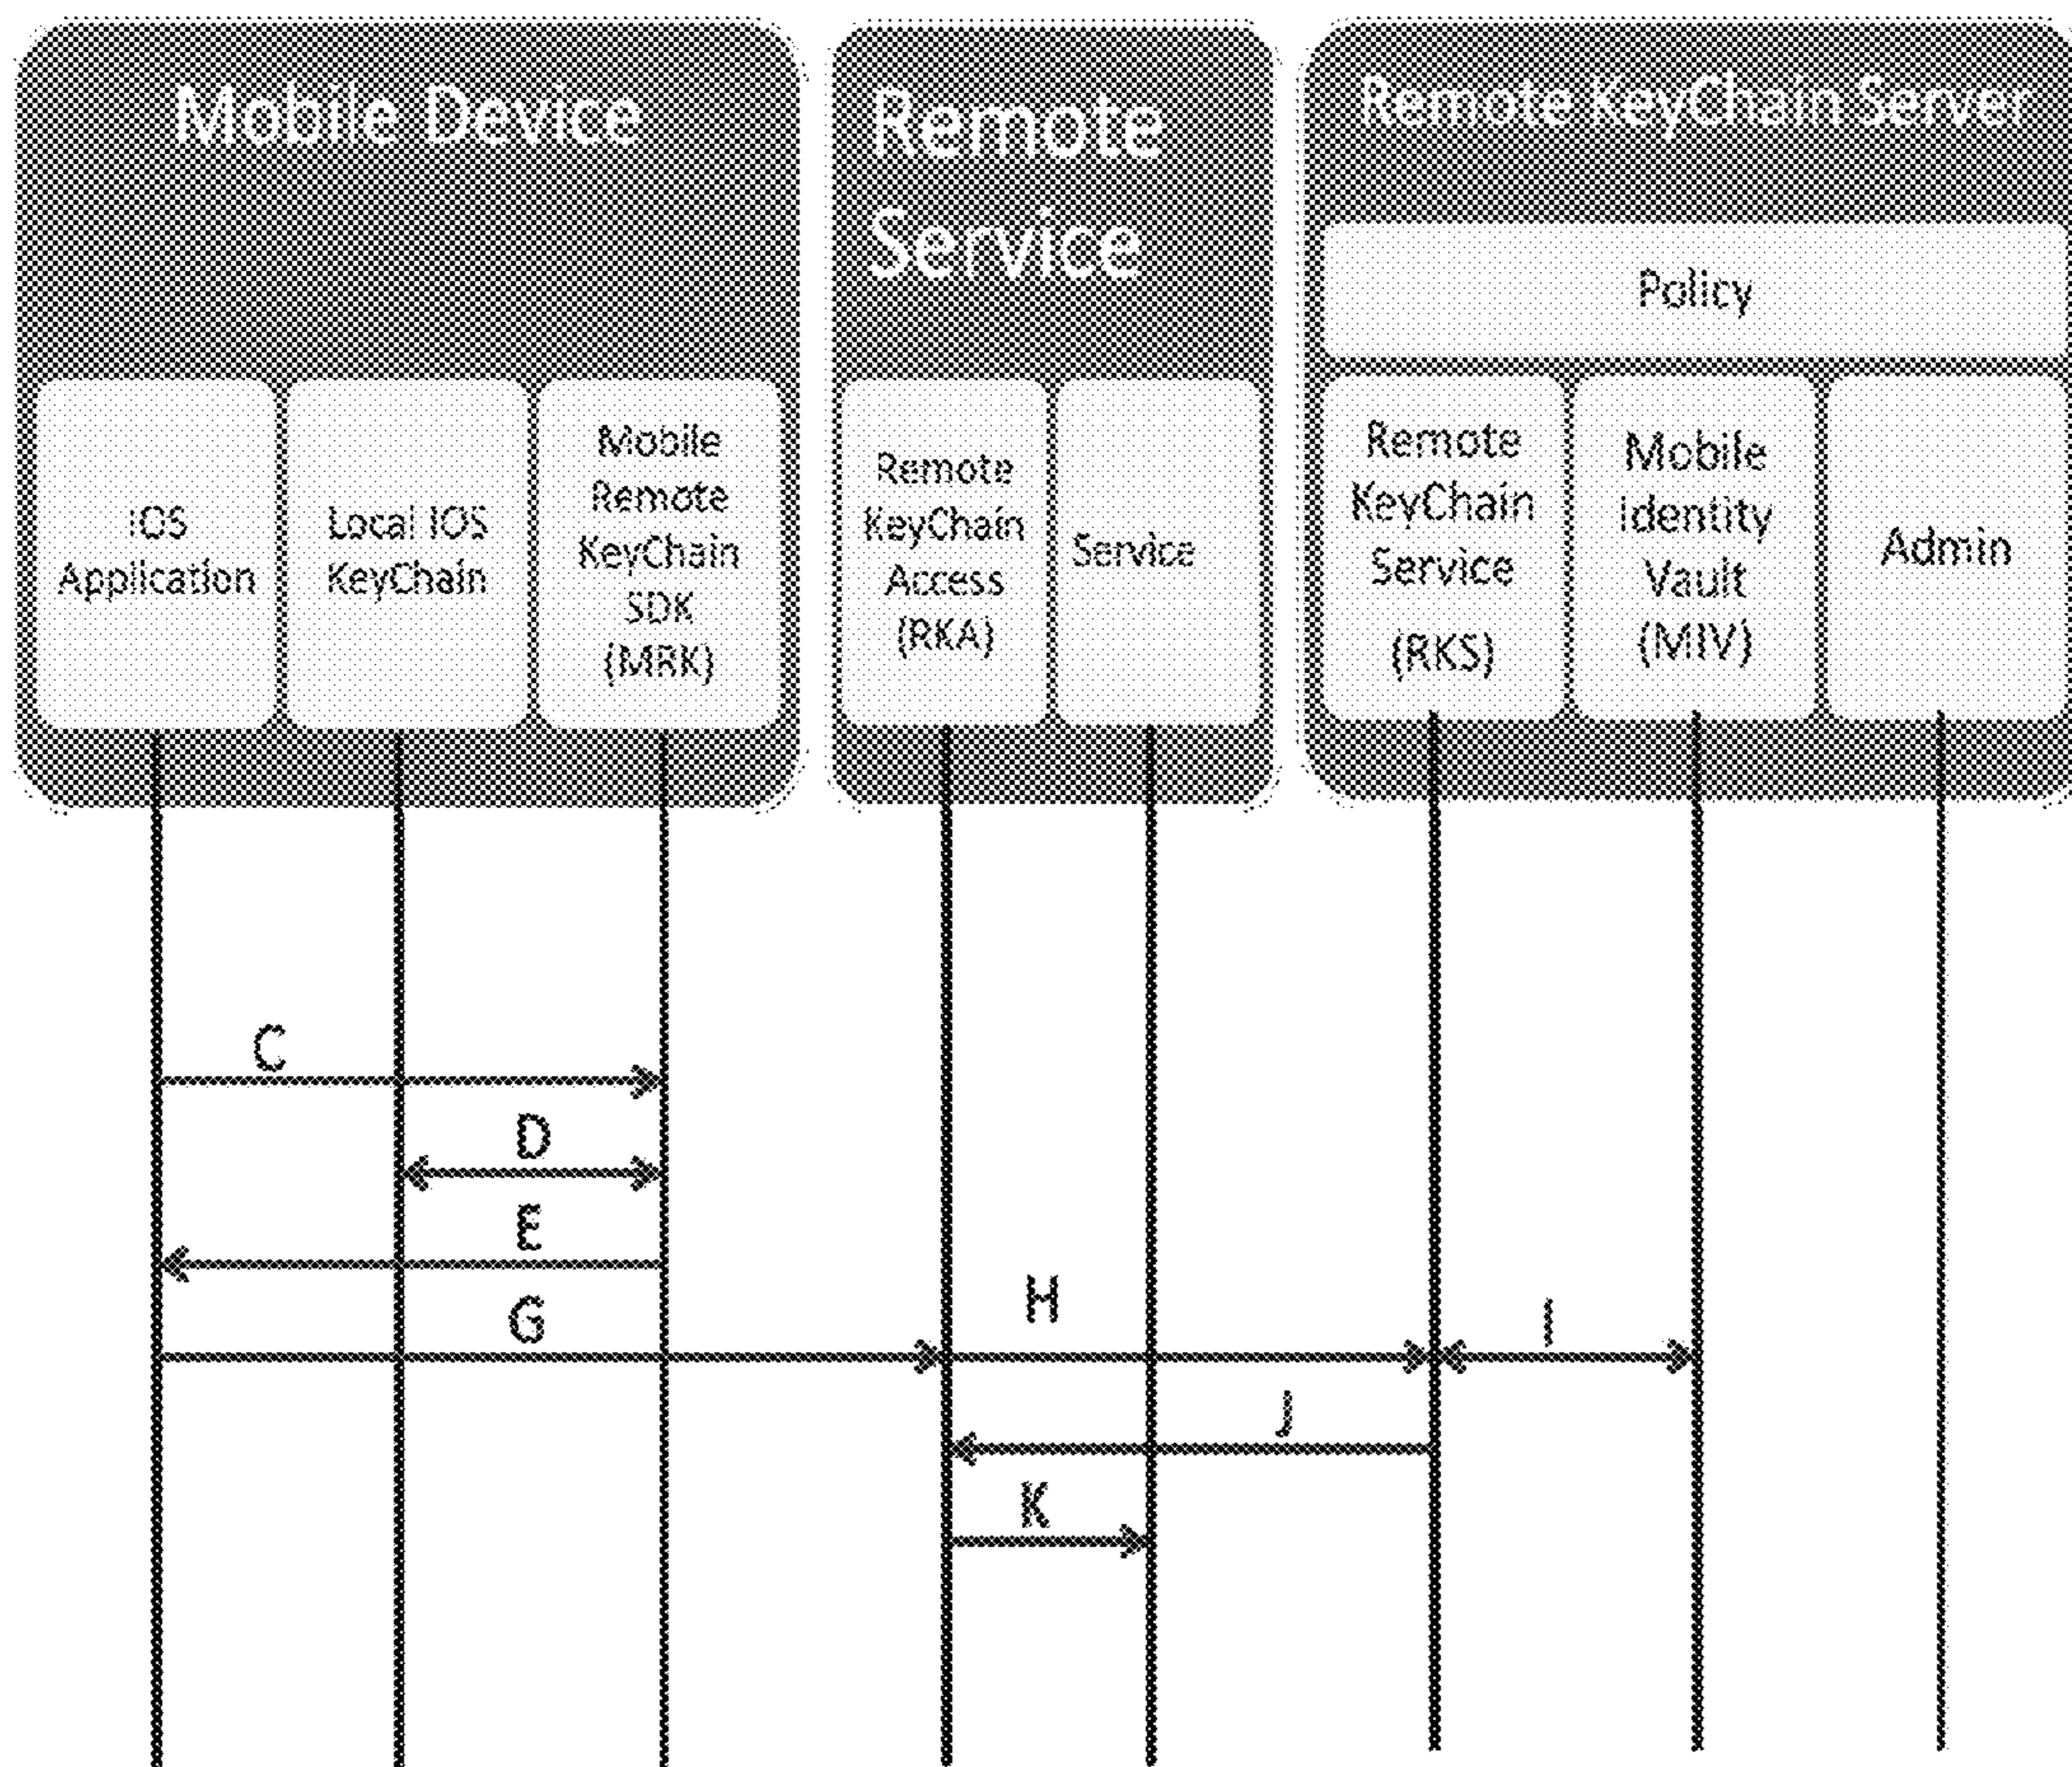 Mobile Device
Remote
Service
Remote KeyChain Server
Policy
IOS
Application
Local IOS
KeyChain
Mobile
Remote
KeyChain
SDK
(MRK)
Remote
KeyChain
Access
(RKA)
Service
Remote
KeyChain
Service
(RKS)
Mobile
Identity
Vault
(MIV)
Admin
C
D
E
G
H
I
J
K